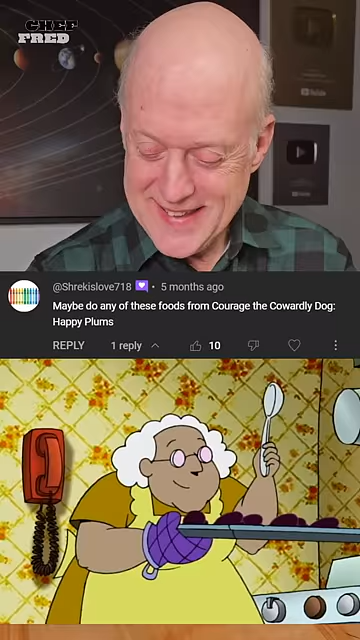 CHEF
FRED
@Shrekislove718 • 5 months ago
Maybe do any of these foods from Courage the Cowardly Dog:
Happy Plums
REPLY 1 reply 10